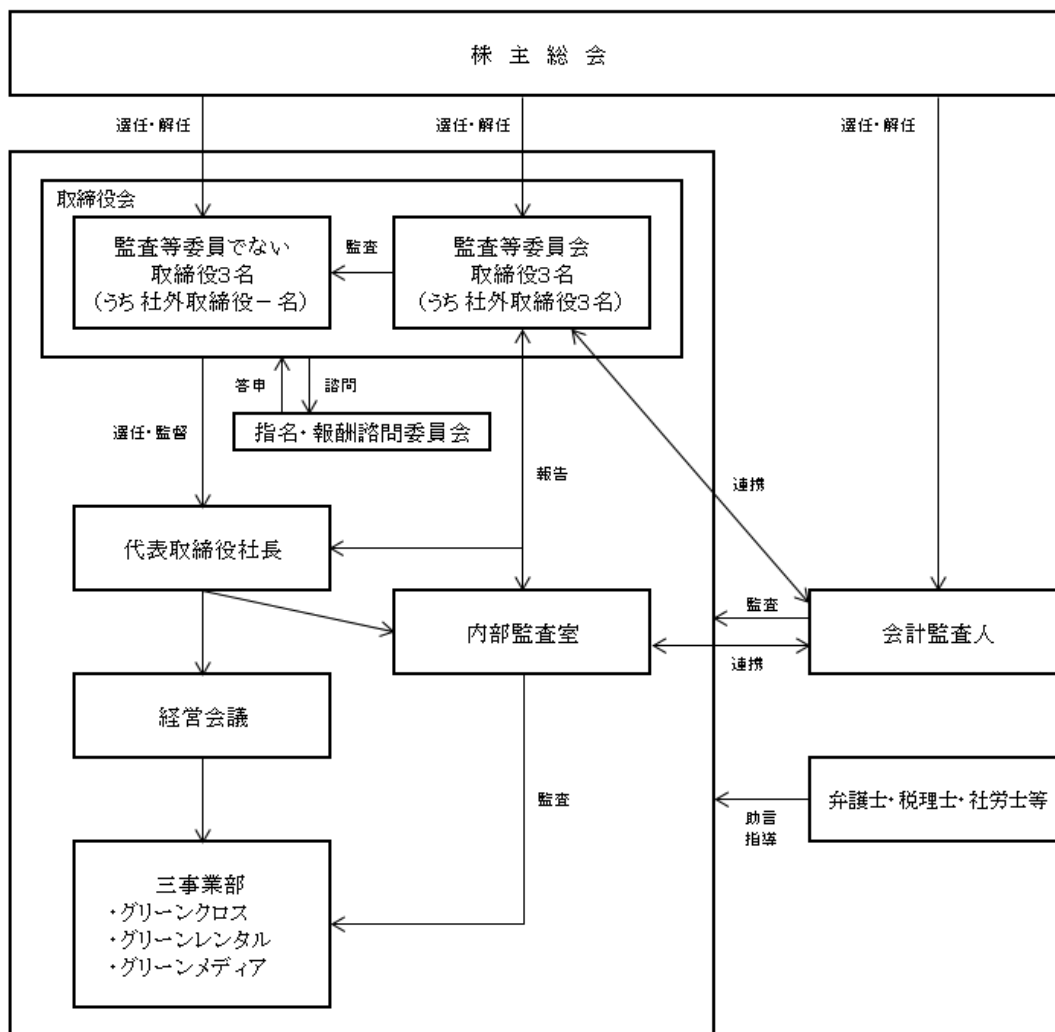 株主総会
選任・解任
選任・解任
選任・解任
取締役会
監査等委員でない
取締役3名
(うち社外取締役－名)
監査
監査等委員会
取締役3名
(うち社外取締役3名)
答申
諮問
選任・監督
指名・報酬諮問委員会
報告
連携
代表取締役社長
内部監査室
監査
会計監査人
連携
経営会議
監査
弁護士・税理士・社労士等
助言
指導
三事業部
・グリーンクロス
・グリーンレンタル
・グリーンメディア